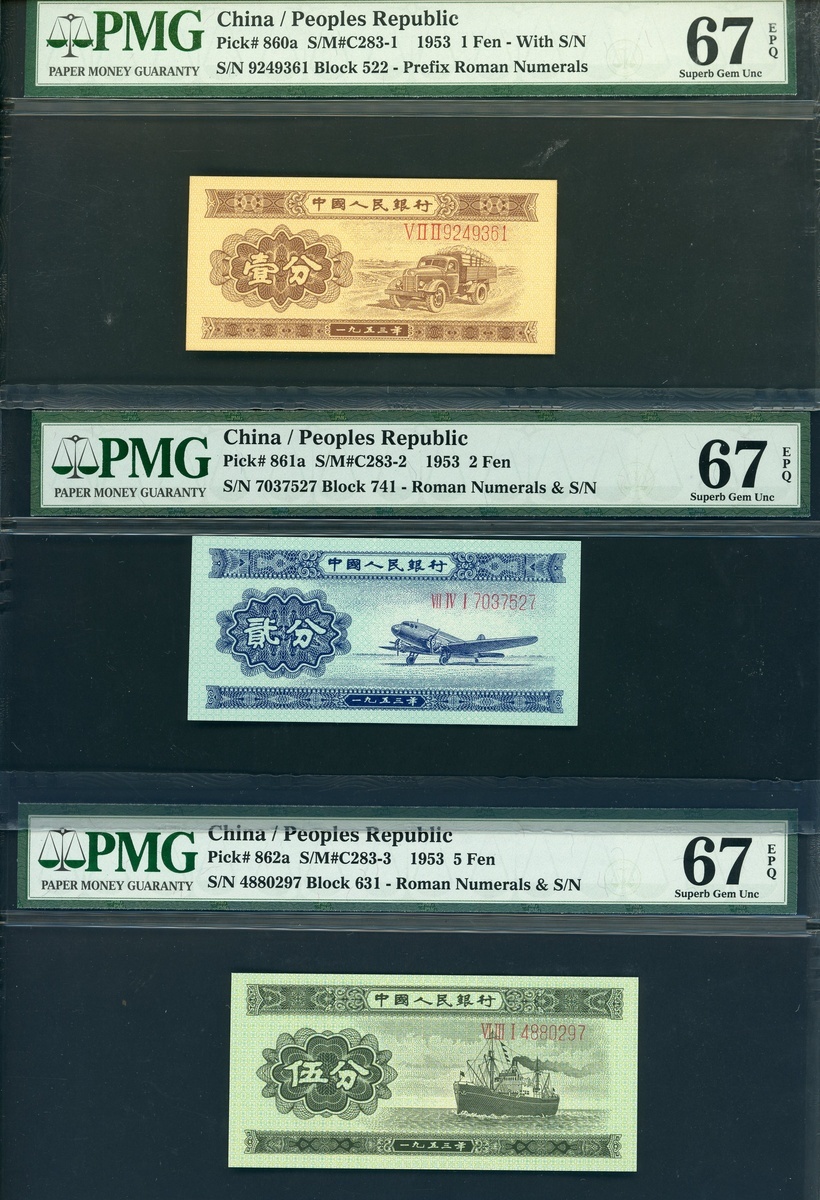 PMG
PAPER MONEY GUARANTY
China / Peoples Republic
Pick# 860a S/M#C283-1 1953 1 Fen - With S/N
S/N 9249361 Block 522 - Prefix Roman Numerals
67
EPQ
Superb Gem Unc
中國人民銀行
V II II 9249361
壹分
一九五三年
PMG
PAPER MONEY GUARANTY
China / Peoples Republic
Pick# 861a S/M#C283-2 1953 2 Fen
S/N 7037527 Block 741 - Roman Numerals & S/N
67
EPQ
Superb Gem Unc
中國人民銀行
VII IV I 7037527
貳分
一九五三年
PMG
PAPER MONEY GUARANTY
China / Peoples Republic
Pick# 862a S/M#C283-3 1953 5 Fen
S/N 4880297 Block 631 - Roman Numerals & S/N
67
EPQ
Superb Gem Unc
中國人民銀行
VI III I 4880297
伍分
一九五三年